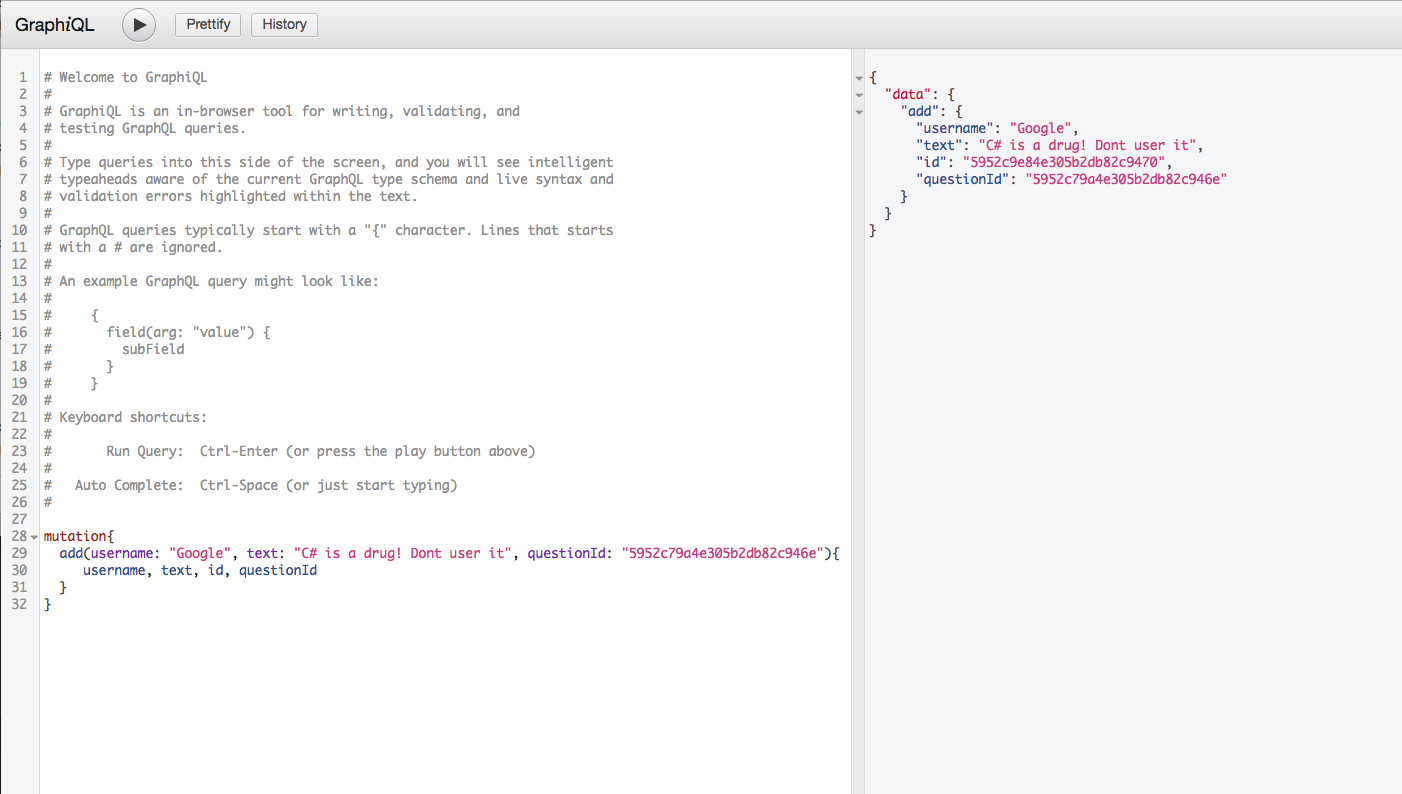 GraphiQL
Prettify
History
1 # Welcome to GraphiQL
2 #
3 # GraphiQL is an in-browser tool for writing, validating, and
4 # testing GraphQL queries.
5 #
6 # Type queries into this side of the screen, and you will see intelligent
7 # typeaheads aware of the current GraphQL type schema and live syntax and
8 # validation errors highlighted within the text.
9 #
10 # GraphQL queries typically start with a "{" character. Lines that starts
11 # with a # are ignored.
12 #
13 # An example GraphQL query might look like:
14 #
15 #     {
16 #       field(arg: "value") {
17 #         subField
18 #       }
19 #     }
20 #
21 # Keyboard shortcuts:
22 #
23 #       Run Query:  Ctrl-Enter (or press the play button above)
24 #
25 #   Auto Complete:  Ctrl-Space (or just start typing)
26 #
27
28 mutation{
29   add(username: "Google", text: "C# is a drug! Dont user it", questionId: "5952c79a4e305b2db82c946e"){
30      username, text, id, questionId
31   }
32 }
{
  "data": {
    "add": {
      "username": "Google",
      "text": "C# is a drug! Dont user it",
      "id": "5952c9e84e305b2db82c9470",
      "questionId": "5952c79a4e305b2db82c946e"
    }
  }
}